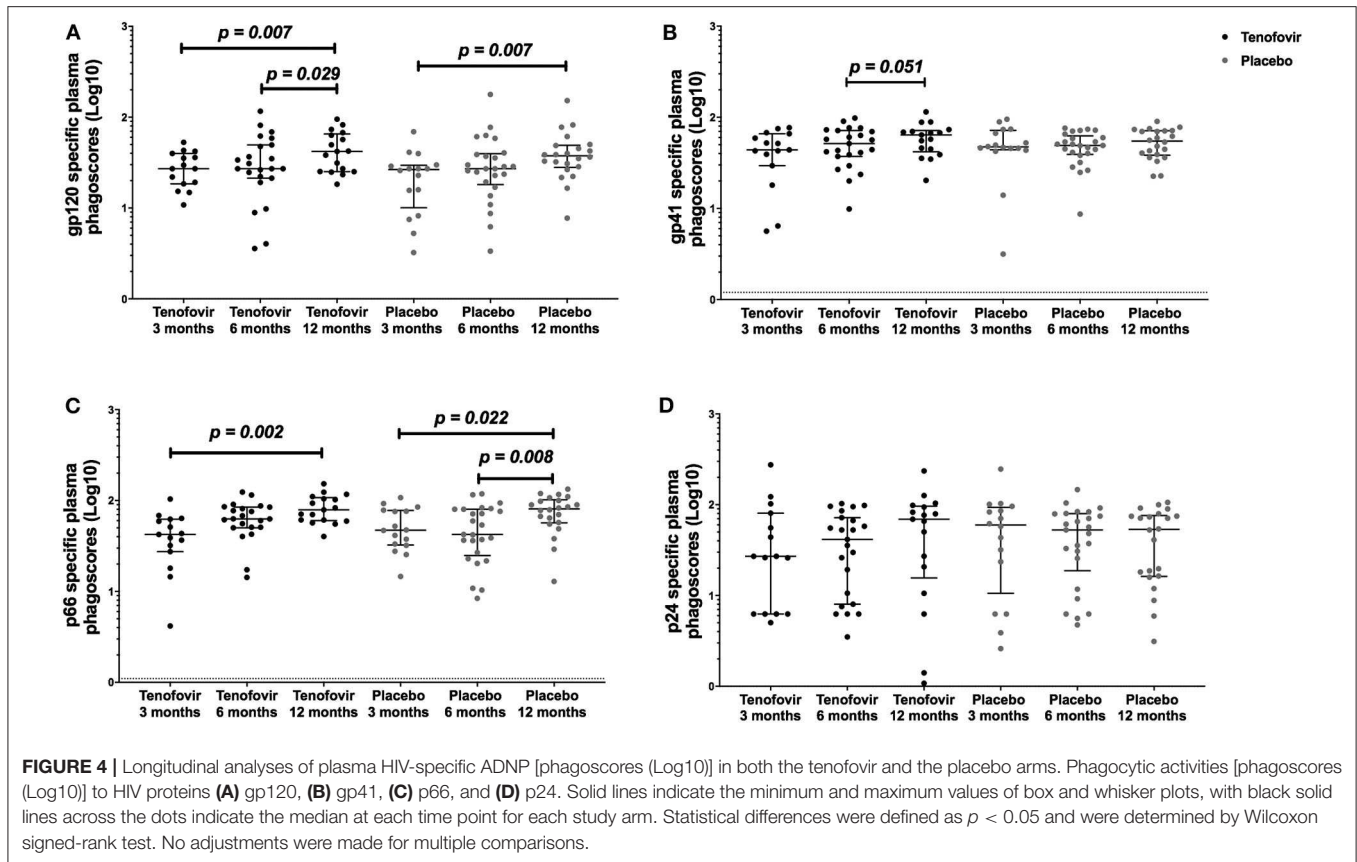 A
gp120 specific plasma
phagoscores (Log10)
3
2
1
0
p = 0.007
p = 0.029
p = 0.007
Tenofovir
3 months
Tenofovir
6 months
Tenofovir
12 months
Placebo
3 months
Placebo
6 months
Placebo
12 months
B
gp41 specific plasma
phagoscores (Log10)
3
2
1
0
p = 0.051
Tenofovir
Placebo
Tenofovir
3 months
Tenofovir
6 months
Tenofovir
12 months
Placebo
3 months
Placebo
6 months
Placebo
12 months
C
p66 specific plasma
phagoscores (Log10)
3
2
1
0
p = 0.002
p = 0.022
p = 0.008
Tenofovir
3 months
Tenofovir
6 months
Tenofovir
12 months
Placebo
3 months
Placebo
6 months
Placebo
12 months
D
p24 specific plasma
phagoscores (Log10)
3
2
1
0
Tenofovir
3 months
Tenofovir
6 months
Tenofovir
12 months
Placebo
3 months
Placebo
6 months
Placebo
12 months
FIGURE 4 | Longitudinal analyses of plasma HIV-specific ADNP [phagoscores (Log10)] in both the tenofovir and the placebo arms. Phagocytic activities [phagoscores
(Log10)] to HIV proteins (A) gp120, (B) gp41, (C) p66, and (D) p24. Solid lines indicate the minimum and maximum values of box and whisker plots, with black solid
lines across the dots indicate the median at each time point for each study arm. Statistical differences were defined as p < 0.05 and were determined by Wilcoxon
signed-rank test. No adjustments were made for multiple comparisons.